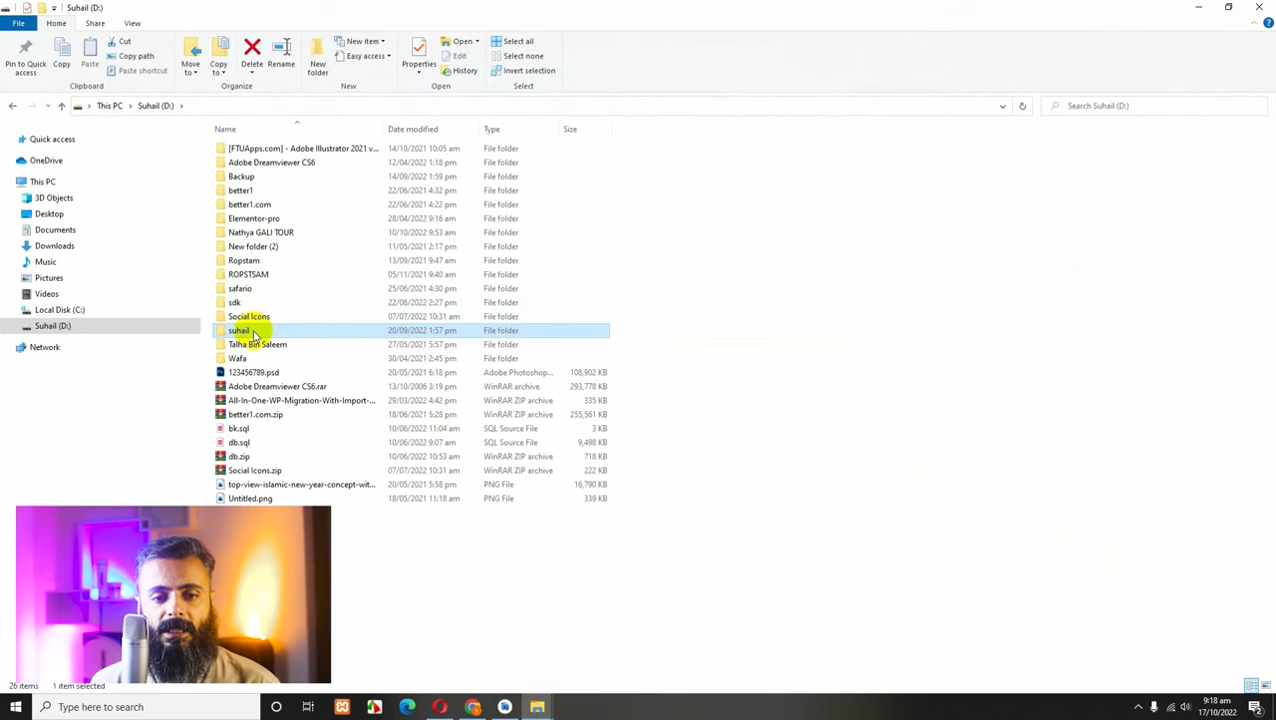 Suhail (D:)
File Home Share View
Pin to Quick access
Copy
Paste
Cut
Copy path
Paste shortcut
Clipboard
Move to
Copy to
Delete
Rename
Organize
New folder
New item
Easy access
New
Properties
Open
Edit
History
Open
Select all
Select none
Invert selection
Select
This PC Suhail (D:)
Search Suhail (D:)
Quick access
OneDrive
This PC
3D Objects
Desktop
Documents
Downloads
Music
Pictures
Videos
Local Disk (C:)
Suhail (D:)
Network
Name Date modified Type Size
[FTUApps.com] - Adobe Illustrator 2021 v... 14/10/2021 10:05 am File folder
Adobe Dreamviewer CS6 12/04/2022 1:18 pm File folder
Backup 14/09/2022 1:59 pm File folder
better1 22/06/2021 4:32 pm File folder
better1.com 22/06/2021 4:22 pm File folder
Elementor-pro 28/04/2022 9:16 am File folder
Nathya GALI TOUR 10/10/2022 9:53 am File folder
New folder (2) 11/05/2021 2:17 pm File folder
Ropstam 13/09/2021 9:47 am File folder
ROPSTSAM 05/11/2021 9:40 am File folder
safario 25/06/2021 4:30 pm File folder
sdk 22/08/2022 2:27 pm File folder
Social Icons 07/07/2022 10:31 am File folder
suhail 20/09/2022 1:57 pm File folder
Talha Bin Saleem 27/05/2021 5:57 pm File folder
Wafa 30/04/2021 2:45 pm File folder
123456789.psd 20/05/2021 6:18 pm Adobe Photoshop... 108,902 KB
Adobe Dreamviewer CS6.rar 13/10/2006 3:19 pm WinRAR archive 293,778 KB
All-In-One-WP-Migration-With-Import-... 29/03/2022 4:42 pm WinRAR ZIP archive 335 KB
better1.com.zip 18/06/2021 5:28 pm WinRAR ZIP archive 255,561 KB
bk.sql 10/06/2022 11:04 am SQL Source File 3 KB
db.sql 10/06/2022 9:07 am SQL Source File 9,498 KB
db.zip 10/06/2022 10:53 am WinRAR ZIP archive 718 KB
Social Icons.zip 07/07/2022 10:31 am WinRAR ZIP archive 222 KB
top-view-islamic-new-year-concept-wit... 20/05/2021 5:58 pm PNG File 16,790 KB
Untitled.png 18/05/2021 11:18 am PNG File 339 KB
26 items 1 item selected
Type here to search
9:18 am
17/10/2022
2